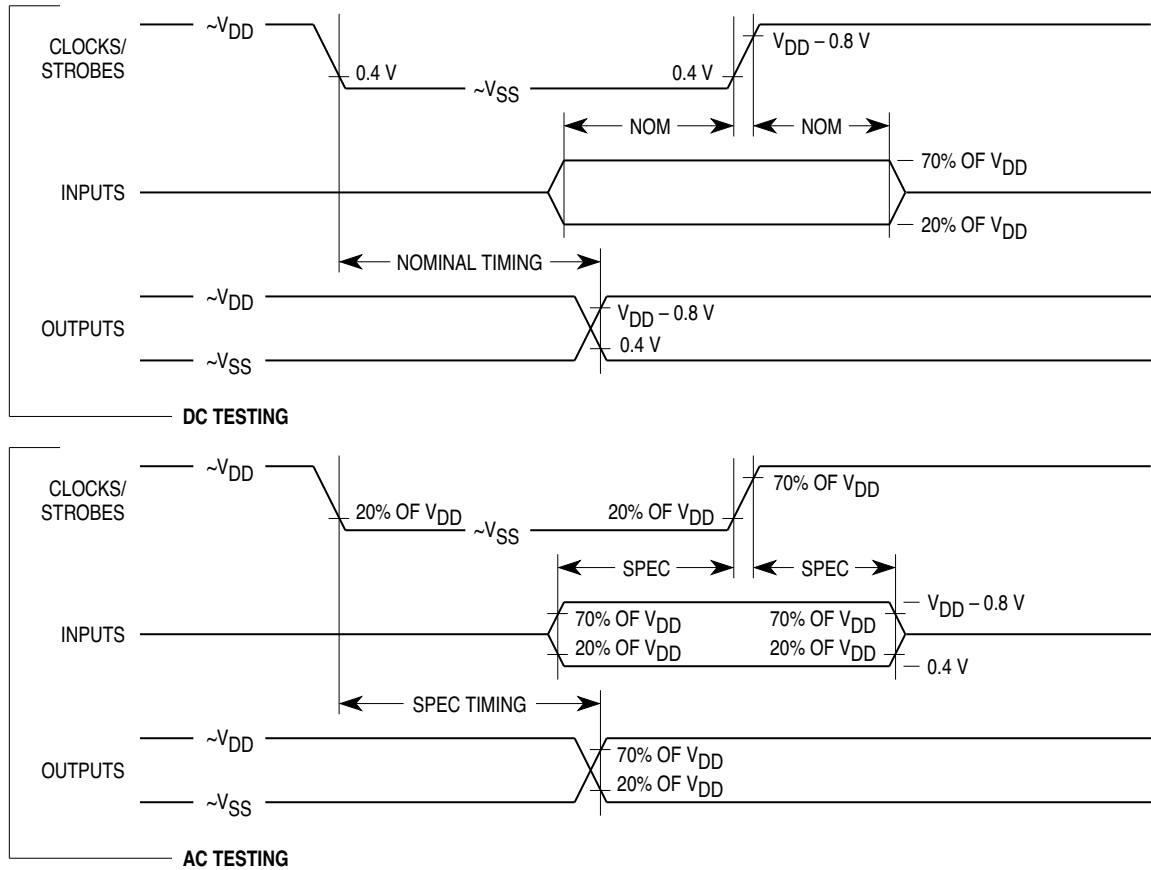 ~VDD
CLOCKS/
STROBES
0.4 V
~VSS
0.4 V
VDD – 0.8 V
NOM
NOM
INPUTS
70% OF VDD
20% OF VDD
NOMINAL TIMING
~VDD
OUTPUTS
VDD – 0.8 V
0.4 V
~VSS
DC TESTING
~VDD
CLOCKS/
STROBES
20% OF VDD
~VSS
20% OF VDD
70% OF VDD
SPEC
SPEC
INPUTS
70% OF VDD
20% OF VDD
70% OF VDD
20% OF VDD
VDD – 0.8 V
0.4 V
SPEC TIMING
~VDD
OUTPUTS
70% OF VDD
20% OF VDD
~VSS
AC TESTING